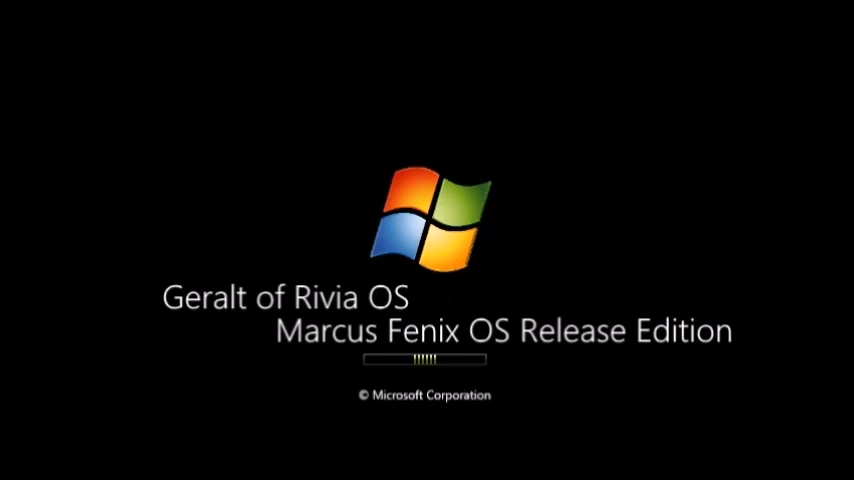 Geralt of Rivia OS
Marcus Fenix OS Release Edition
© Microsoft Corporation